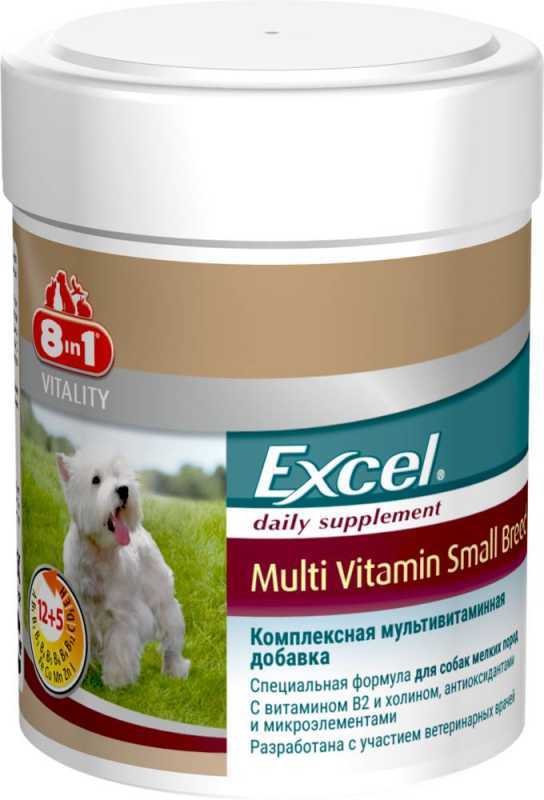 8in1®
VITALITY
Excel®
daily supplement
Multi Vitamin Small Breed
12+5
Комплексная мультивитаминная
добавка
Специальная формула для собак мелких пород
С витамином B2 и холином, антиоксидантами
и микроэлементами
Разработана с участием ветеринарных врачей